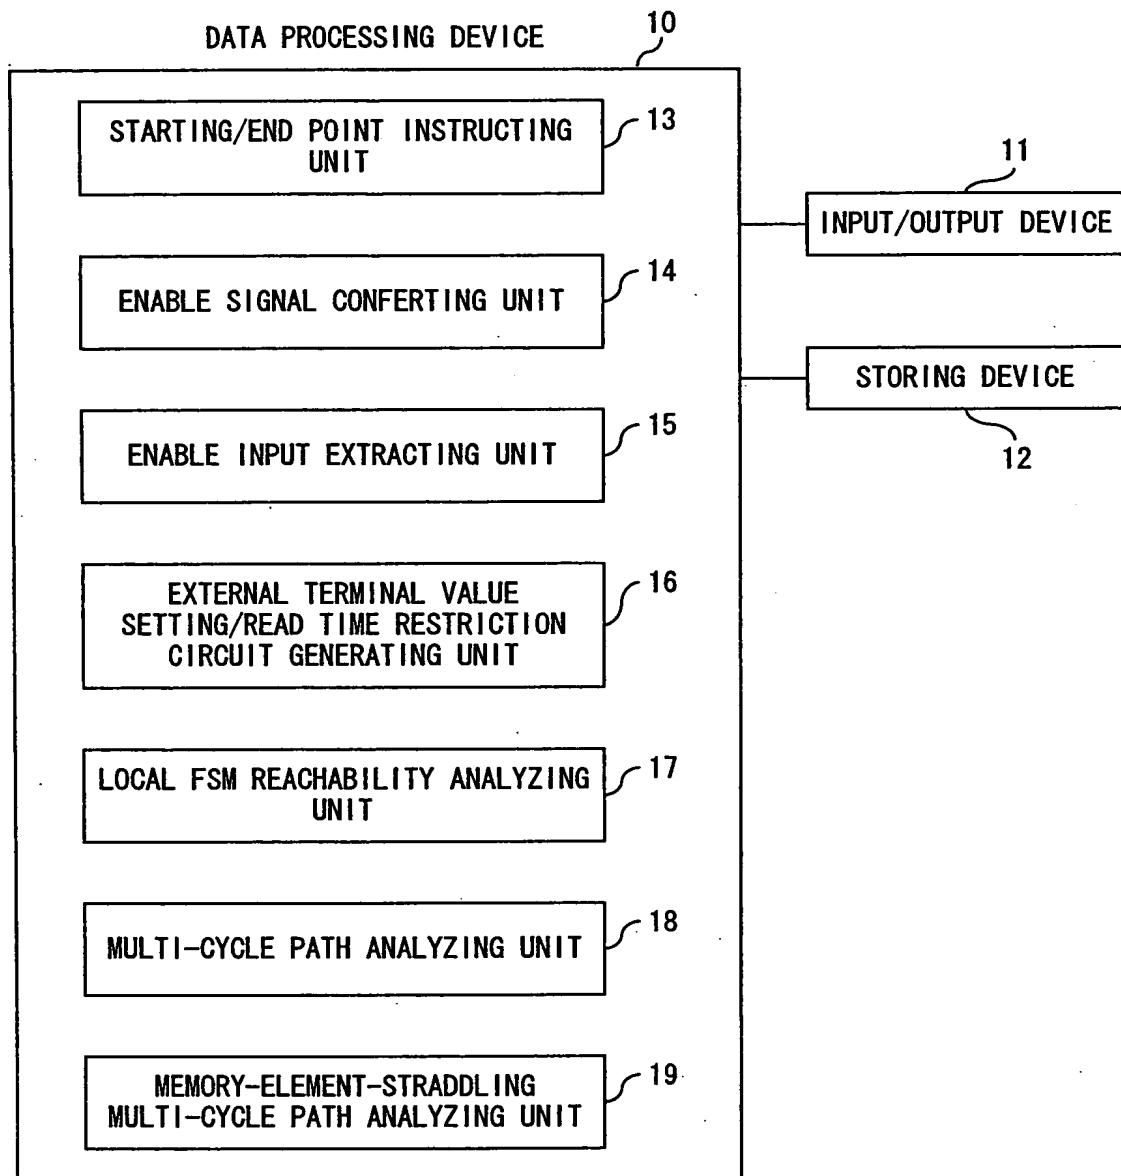 DATA PROCESSING DEVICE
10
STARTING/END POINT INSTRUCTING
UNIT
13
11
INPUT/OUTPUT DEVICE
ENABLE SIGNAL CONFERTING UNIT
14
STORING DEVICE
12
ENABLE INPUT EXTRACTING UNIT
15
EXTERNAL TERMINAL VALUE
SETTING/READ TIME RESTRICTION
CIRCUIT GENERATING UNIT
16
LOCAL FSM REACHABILITY ANALYZING
UNIT
17
MULTI-CYCLE PATH ANALYZING UNIT
18
MEMORY-ELEMENT-STRADDLING
MULTI-CYCLE PATH ANALYZING UNIT
19